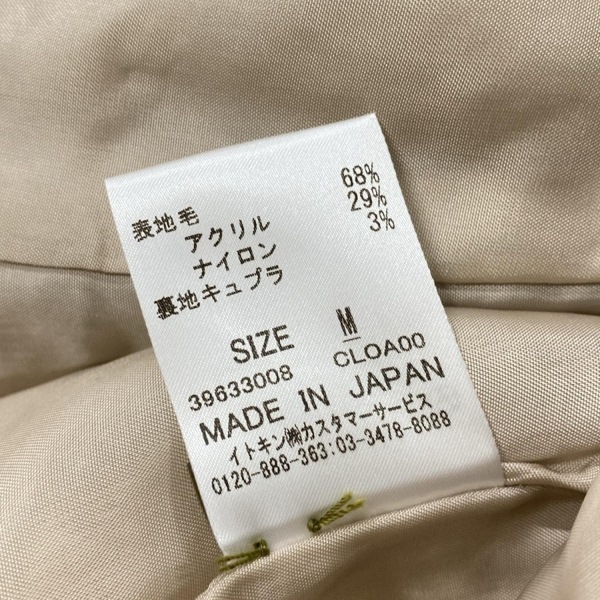 表地毛 68%
アクリル 29%
ナイロン 3%
裏地キュプラ
SIZE M
39633008 CLOA00
MADE IN JAPAN
イトキン㈱カスタマーサービス
0120-888-363:03-3478-8088